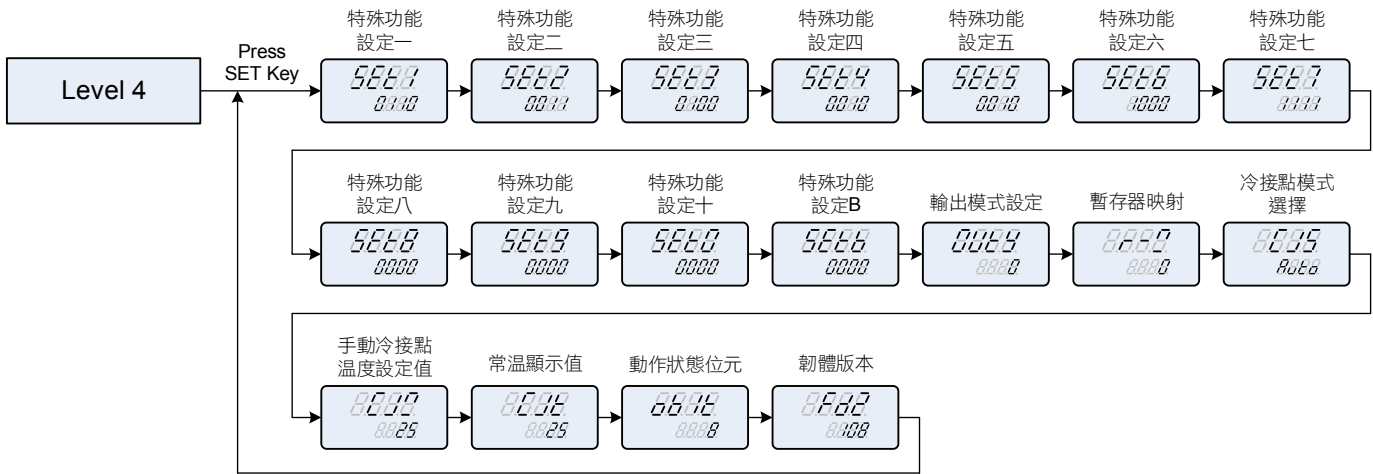 Level 4
Press
SET Key
特殊功能
設定一
SEt1
0110
特殊功能
設定二
SEt2
0011
特殊功能
設定三
SEt3
0100
特殊功能
設定四
SEt4
0010
特殊功能
設定五
SEt5
0010
特殊功能
設定六
SEt6
1000
特殊功能
設定七
SEt7
1111
特殊功能
設定八
SEt8
0000
特殊功能
設定九
SEt9
0000
特殊功能
設定十
SEt0
0000
特殊功能
設定B
SEtb
0000
輸出模式設定
OUtY
0
暫存器映射
0
冷接點模式
選擇
CJS
Auto
手動冷接點
温度設定值
25
常温顯示值
CJt
25
動作狀態位元
obit
8
韌體版本
108